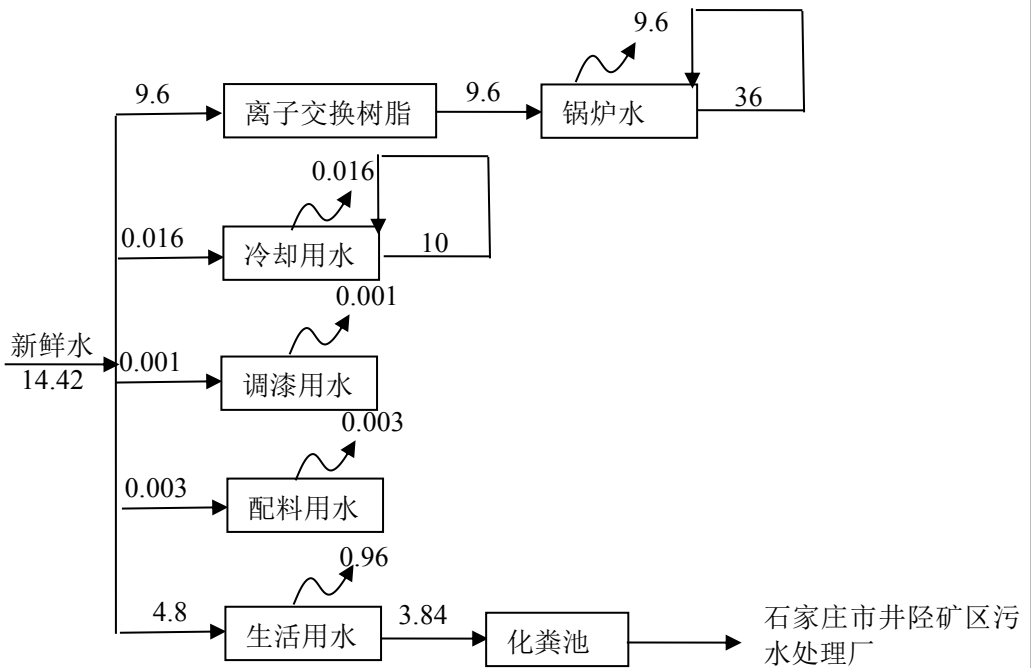 9.6
9.6
离子交换树脂
9.6
锅炉水
36
0.016
0.016
冷却用水
10
0.001
新鲜水
14.42
0.001
调漆用水
0.003
0.003
配料用水
0.96
4.8
生活用水
3.84
化粪池
石家庄市井陉矿区污
水处理厂